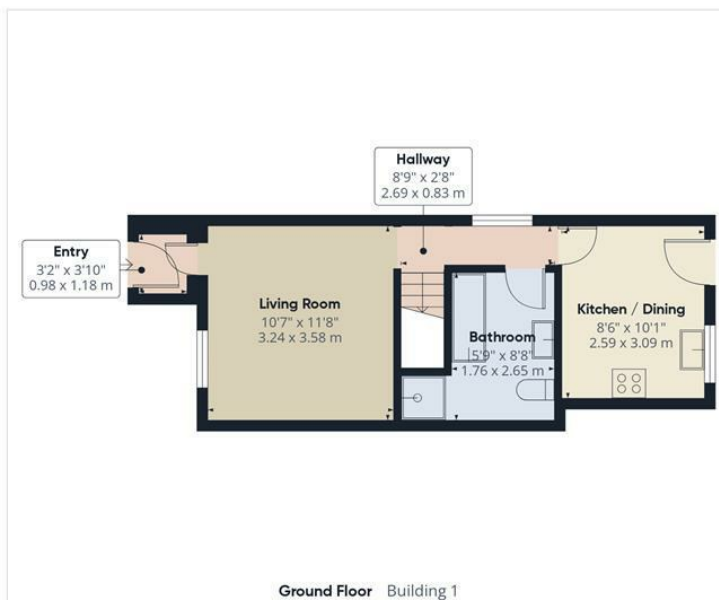 Hallway
8'9" x 2'8"
2.69 x 0.83 m
Entry
3'2" x 3'10"
0.98 x 1.18 m
Living Room
10'7" x 11'8"
3.24 x 3.58 m
Kitchen / Dining
8'6" x 10'1"
2.59 x 3.09 m
Bathroom
5'9" x 8'8"
1.76 x 2.65 m
Ground Floor Building 1